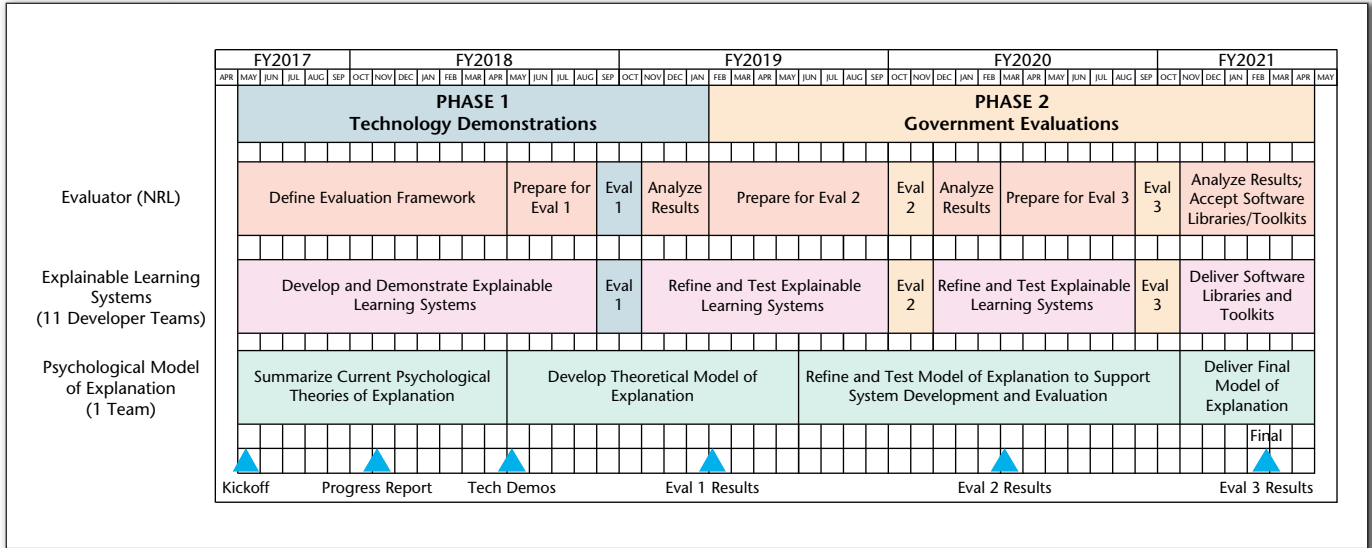 FY2017 FY2018 FY2019 FY2020 FY2021
APR MAY JUN JUL AUG SEP OCT NOV DEC JAN FEB MAR APR MAY JUN JUL AUG SEP OCT NOV DEC JAN FEB MAR APR MAY JUN JUL AUG SEP OCT NOV DEC JAN FEB MAR APR MAY JUN JUL AUG SEP OCT NOV DEC JAN FEB MAR APR MAY
PHASE 1
Technology Demonstrations
PHASE 2
Government Evaluations
Evaluator (NRL)
Define Evaluation Framework
Prepare for
Eval 1
Eval
1
Analyze
Results
Prepare for Eval 2
Eval
2
Analyze
Results
Prepare for Eval 3
Eval
3
Analyze Results;
Accept Software
Libraries/Toolkits
Explainable Learning
Systems
(11 Developer Teams)
Develop and Demonstrate Explainable
Learning Systems
Eval
1
Refine and Test Explainable
Learning Systems
Eval
2
Refine and Test Explainable
Learning Systems
Eval
3
Deliver Software
Libraries and
Toolkits
Psychological Model
of Explanation
(1 Team)
Summarize Current Psychological
Theories of Explanation
Develop Theoretical Model of
Explanation
Refine and Test Model of Explanation to Support
System Development and Evaluation
Deliver Final
Model of
Explanation
Final
Kickoff
Progress Report
Tech Demos
Eval 1 Results
Eval 2 Results
Eval 3 Results